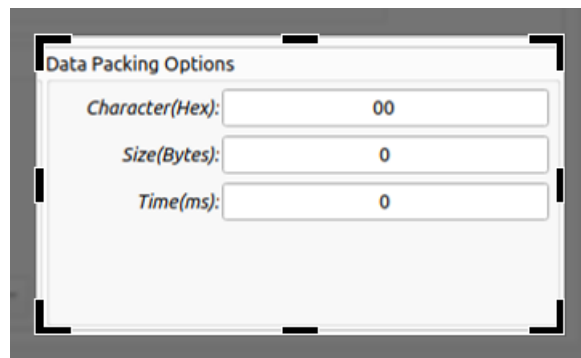 Data Packing Options
Character(Hex): 00
Size(Bytes): 0
Time(ms): 0